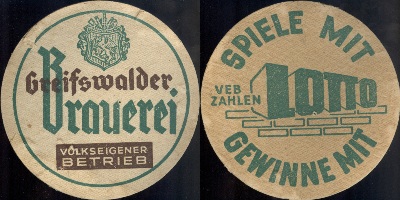 Greifswalder
Brauerei
VOLKSEIGENER
BETRIEB
SPIELE MIT
VEB
ZAHLEN
LOTTO
GEWINNE MIT